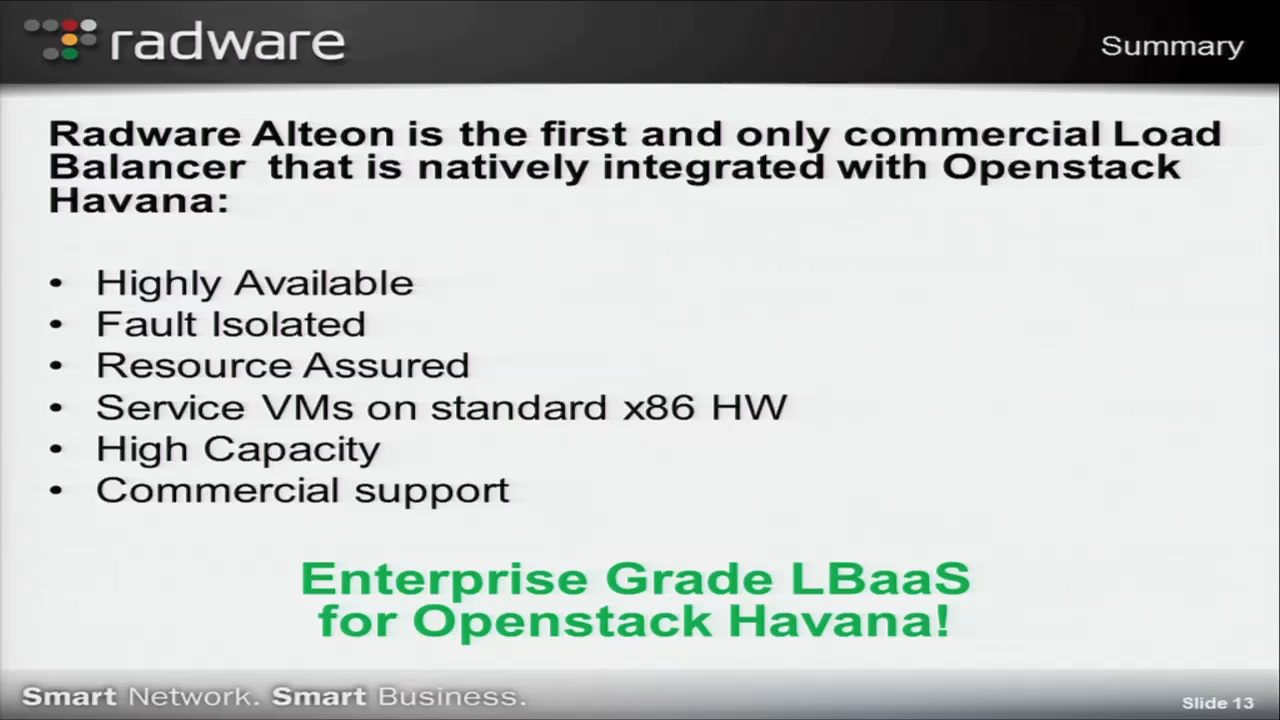 radware
Summary
Radware Alteon is the first and only commercial Load
Balancer that is natively integrated with Openstack
Havana:
• Highly Available
• Fault Isolated
• Resource Assured
• Service VMs on standard x86 HW
• High Capacity
• Commercial support
Enterprise Grade LBaaS
for Openstack Havana!
Smart Network. Smart Business.
Slide 13